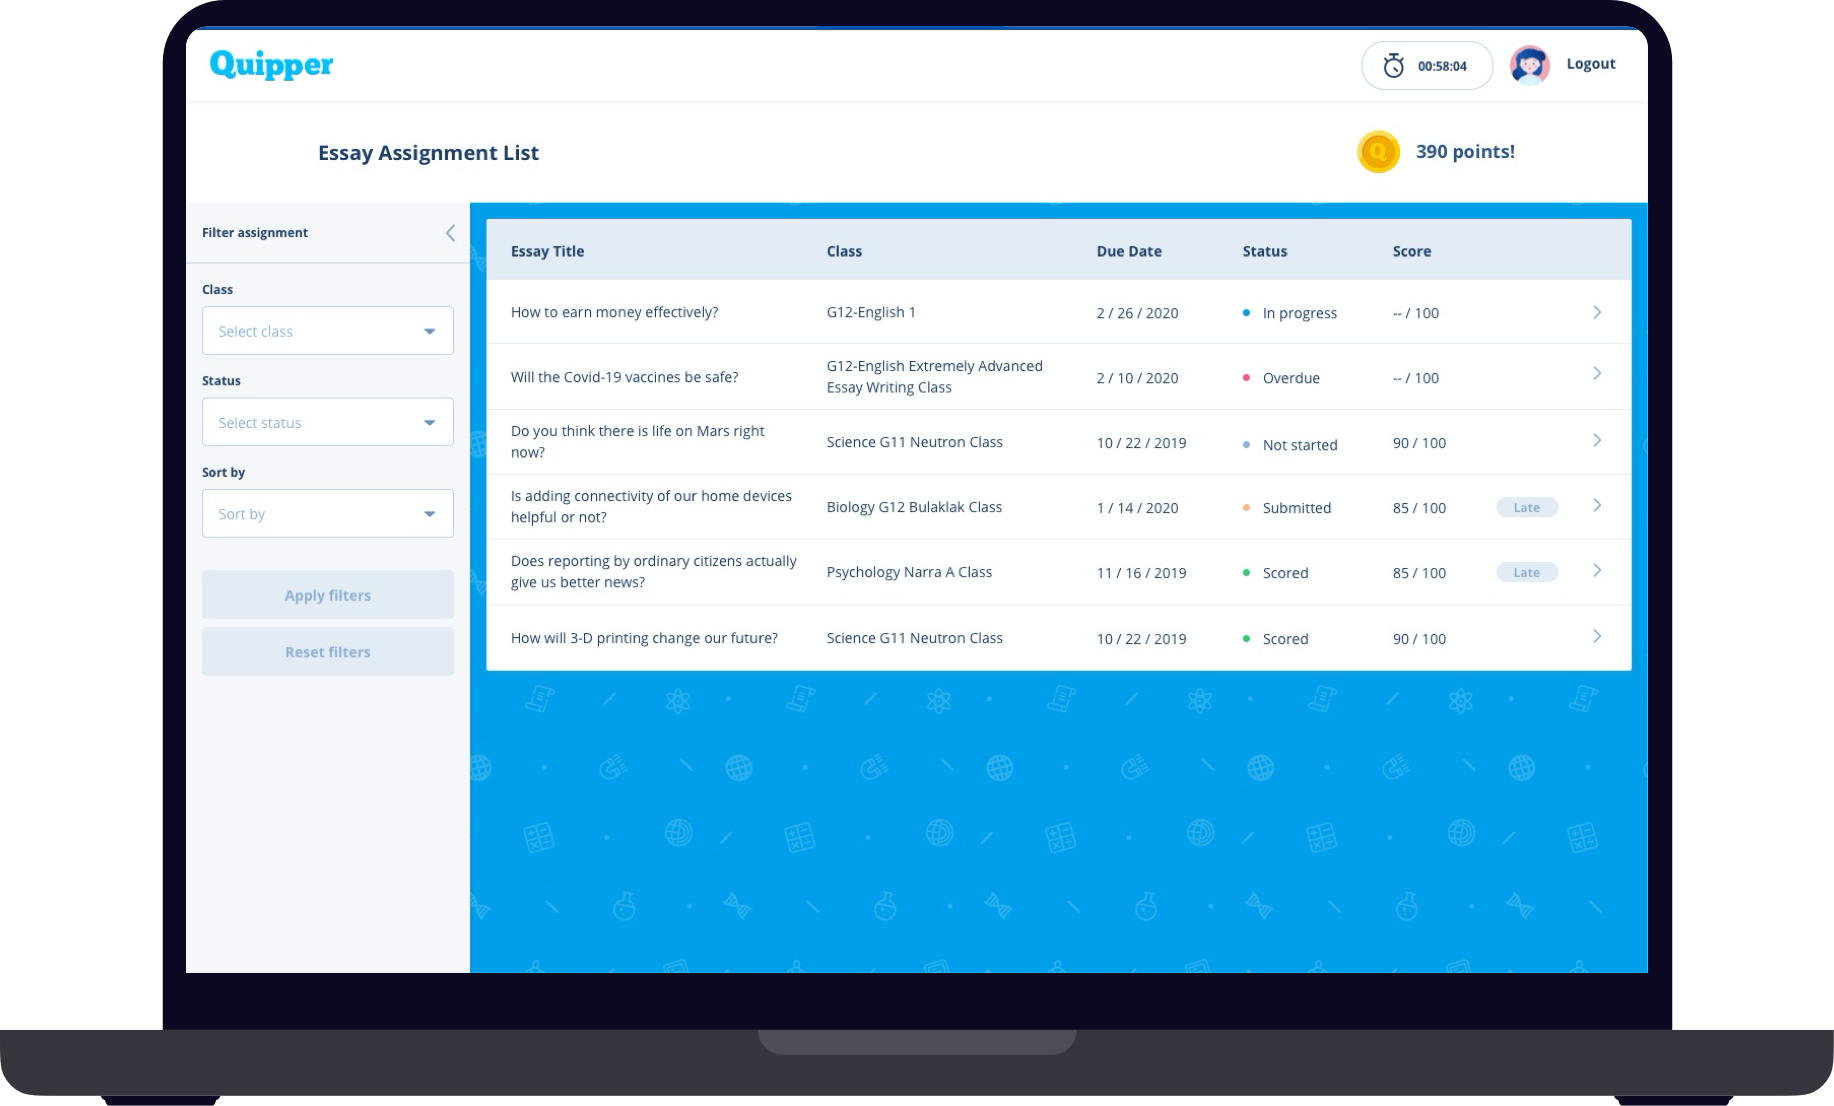 Quipper
00:58:04
Logout
Essay Assignment List
390 points!
Filter assignment
Class
Select class
Status
Select status
Sort by
Sort by
Apply filters
Reset filters
Essay Title Class Due Date Status Score
How to earn money effectively? G12-English 1 2 / 26 / 2020 In progress -- / 100
Will the Covid-19 vaccines be safe? G12-English Extremely Advanced
Essay Writing Class 2 / 10 / 2020 Overdue -- / 100
Do you think there is life on Mars right
now? Science G11 Neutron Class 10 / 22 / 2019 Not started 90 / 100
Is adding connectivity of our home devices
helpful or not? Biology G12 Bulaklak Class 1 / 14 / 2020 Submitted 85 / 100 Late
Does reporting by ordinary citizens actually
give us better news? Psychology Narra A Class 11 / 16 / 2019 Scored 85 / 100 Late
How will 3-D printing change our future? Science G11 Neutron Class 10 / 22 / 2019 Scored 90 / 100